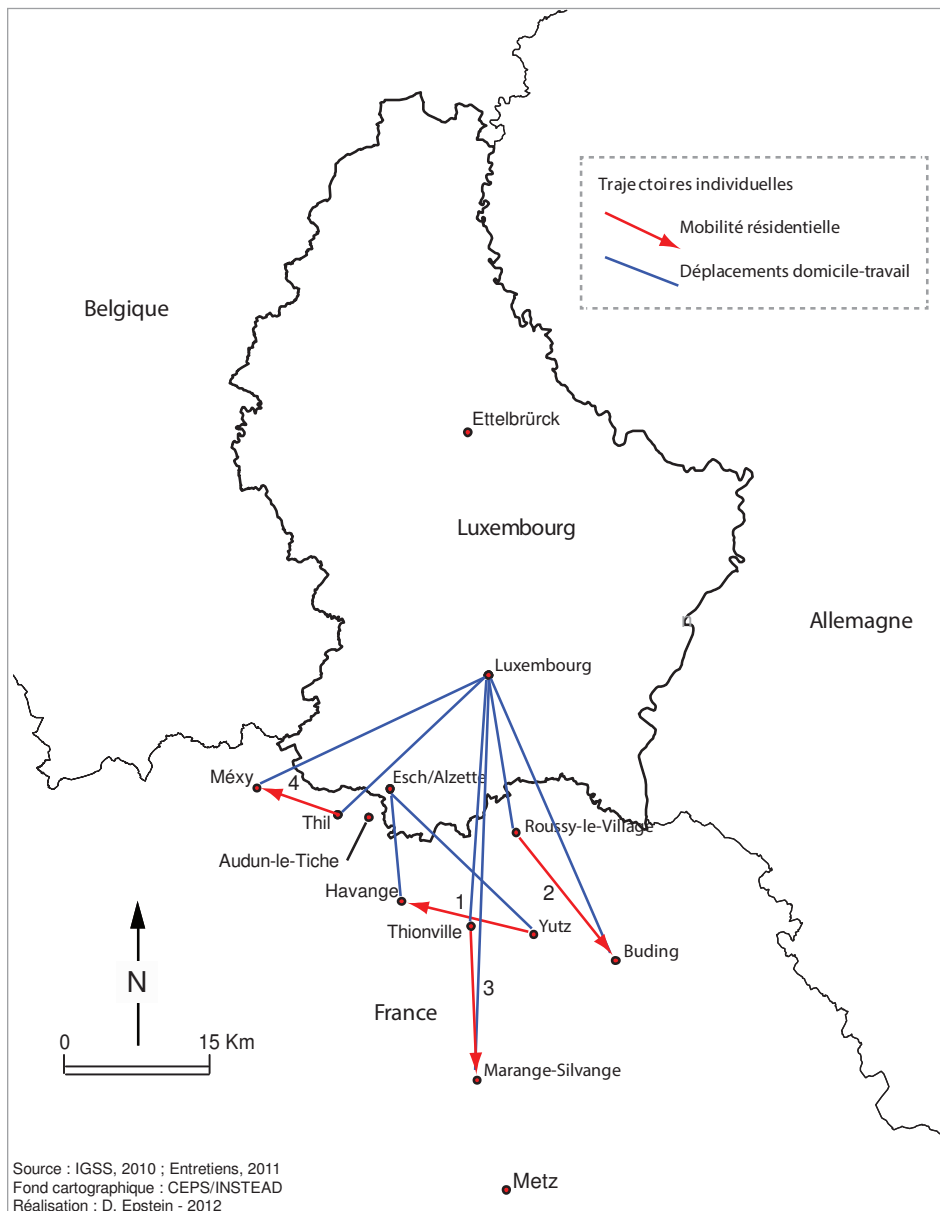 Trajectoires individuelles
Mobilité résidentielle
Déplacements domicile-travail
Belgique
Ettelbrürck
Luxembourg
Allemagne
Luxembourg
Méxy
4
Esch/Alzette
Thil
Roussy-le-Village
Audun-le-Tiche
Havange
1
2
Thionville
Yutz
Buding
N
3
France
0 15 Km
Marange-Silvange
Source : IGSS, 2010 ; Entretiens, 2011
Fond cartographique : CEPS/INSTEAD
Réalisation : D. Epstein - 2012
Metz